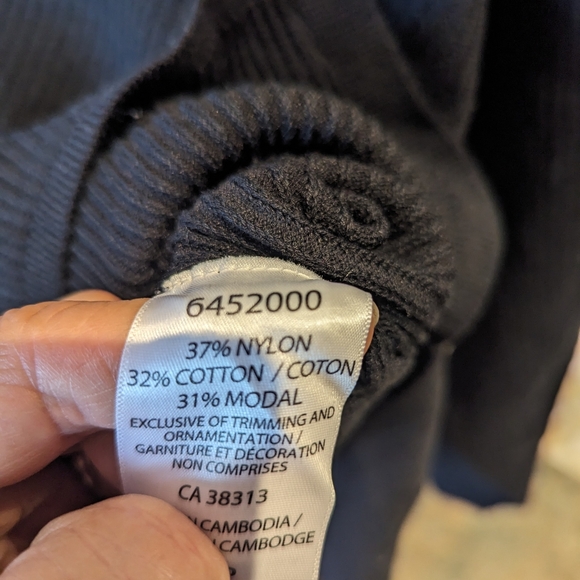 6452000
37% NYLON
32% COTTON / COTON
31% MODAL
EXCLUSIVE OF TRIMMING AND
ORNAMENTATION /
GARNITURE ET DÉCORATION
NON COMPRISES
CA 38313
CAMBODIA /
CAMBODGE